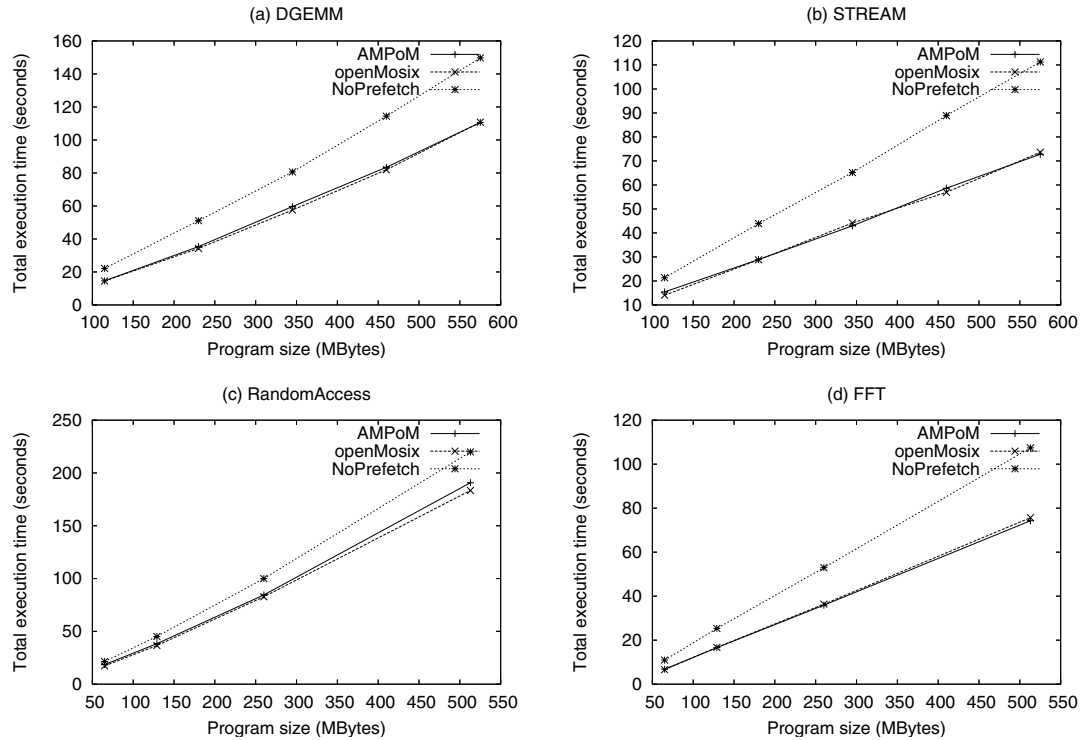 (a) DGEMM
Total execution time (seconds)
160
140
120
100
80
60
40
20
0
AMPoM
openMosix
NoPrefetch
100 150 200 250 300 350 400 450 500 550 600
Program size (MBytes)
(b) STREAM
Total execution time (seconds)
120
110
100
90
80
70
60
50
40
30
20
10
AMPoM
openMosix
NoPrefetch
100 150 200 250 300 350 400 450 500 550 600
Program size (MBytes)
(c) RandomAccess
Total execution time (seconds)
250
200
150
100
50
0
AMPoM
openMosix
NoPrefetch
50 100 150 200 250 300 350 400 450 500 550
Program size (MBytes)
(d) FFT
Total execution time (seconds)
120
100
80
60
40
20
0
AMPoM
openMosix
NoPrefetch
50 100 150 200 250 300 350 400 450 500 550
Program size (MBytes)